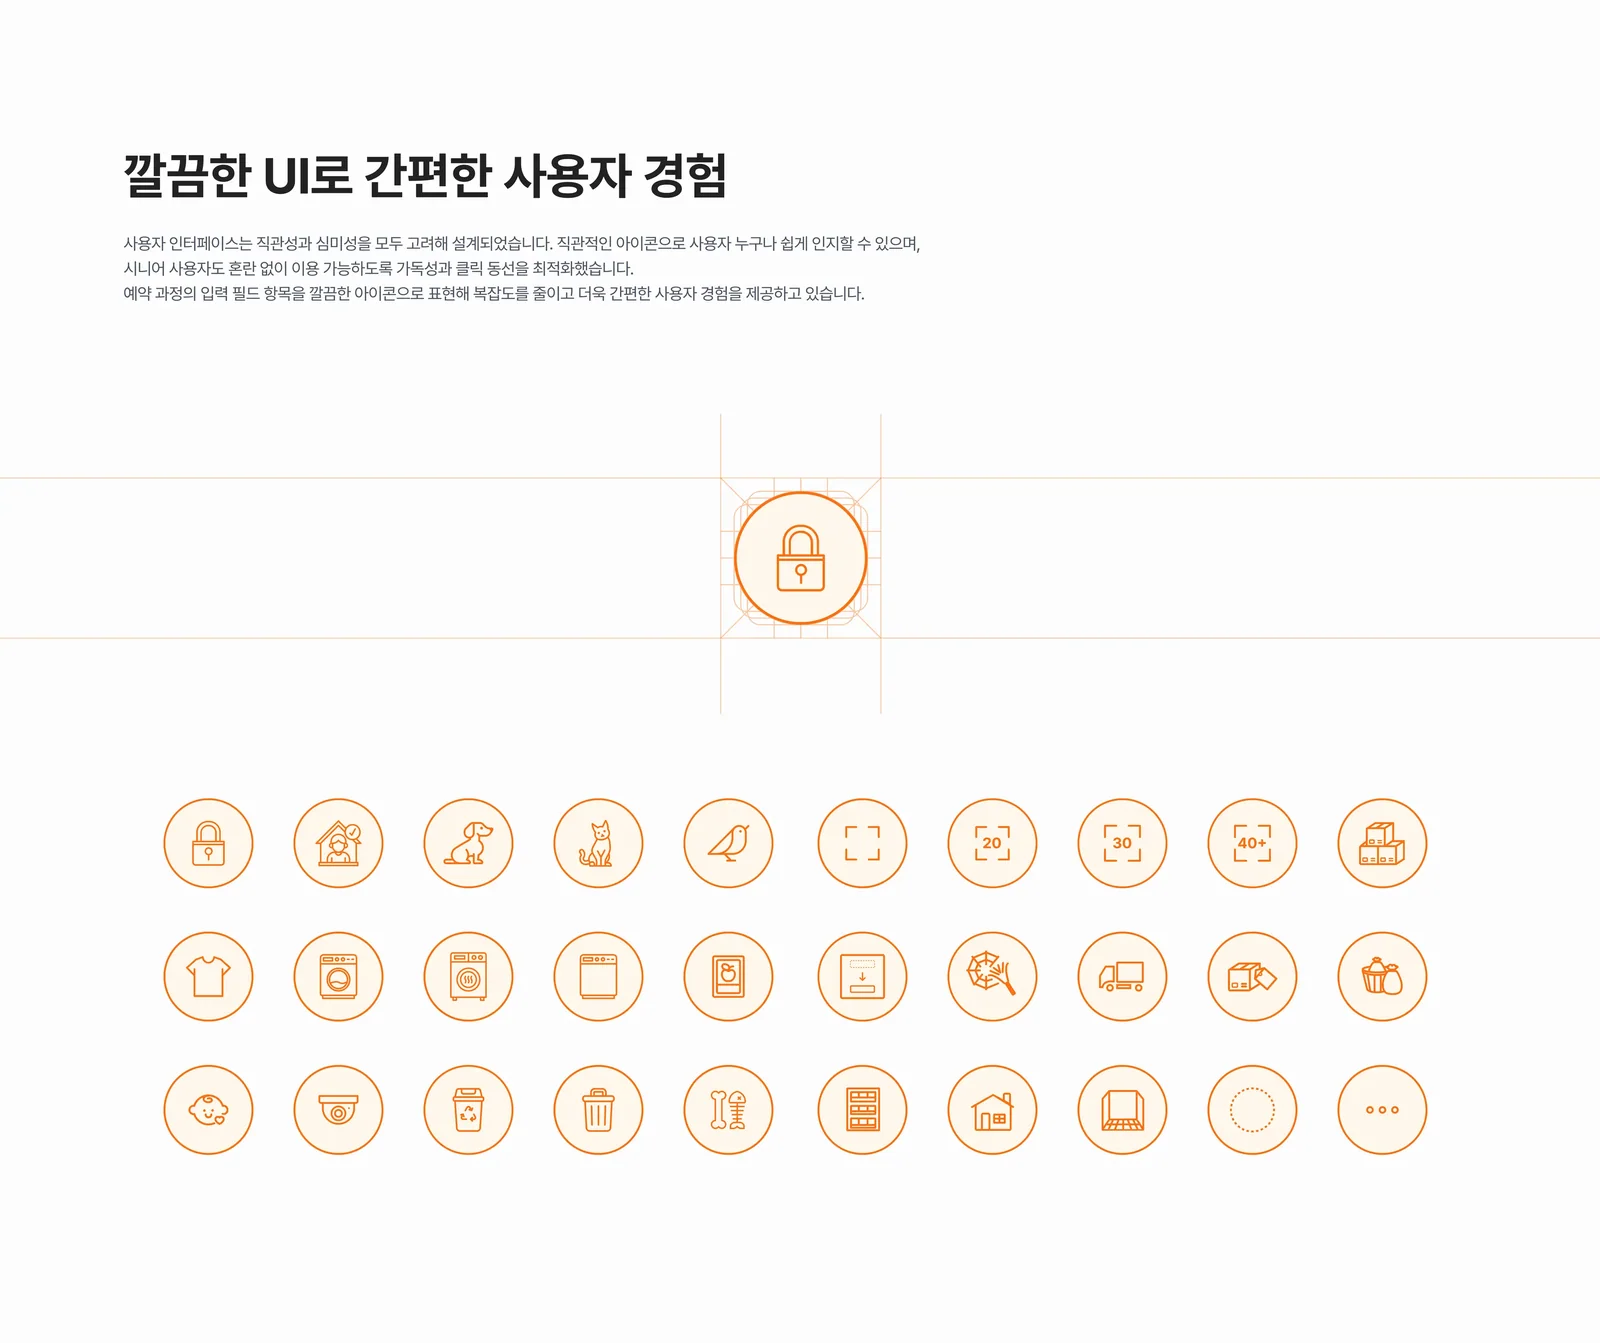 깔끔한 UI로 간편한 사용자 경험
사용자 인터페이스는 직관성과 심미성을 모두 고려해 설계되었습니다. 직관적인 아이콘으로 사용자 누구나 쉽게 인지할 수 있으며,
시니어 사용자도 혼란 없이 이용 가능하도록 가독성과 클릭 동선을 최적화했습니다.
예약 과정의 입력 필드 항목을 깔끔한 아이콘으로 표현해 복잡도를 줄이고 더욱 간편한 사용자 경험을 제공하고 있습니다.
20
30
40+